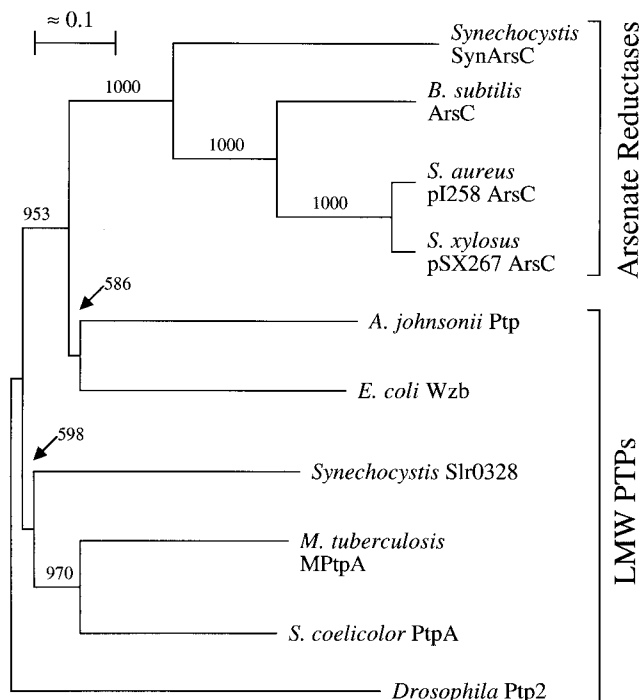 ≈ 0.1
Synechocystis
SynArsC
1000
B. subtilis
ArsC
1000
S. aureus
pI258 ArsC
1000
S. xylosus
pSX267 ArsC
Arsenate Reductases
953
586
A. johnsonii Ptp
E. coli Wzb
598
Synechocystis Slr0328
M. tuberculosis
MPtpA
970
S. coelicolor PtpA
Drosophila Ptp2
LMW PTPs